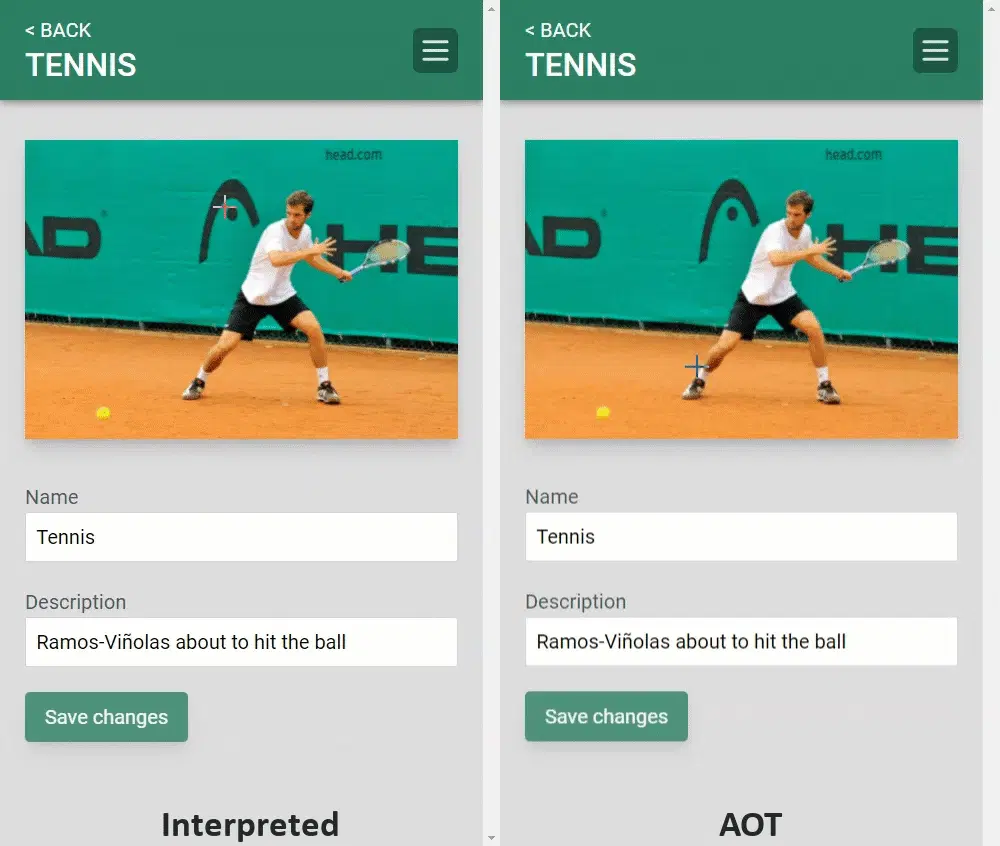 < BACK
TENNIS
head.com
AD
HE
Name
Tennis
Description
Ramos-Viñolas about to hit the ball
Save changes
Interpreted
< BACK
TENNIS
head.com
AD
HE
Name
Tennis
Description
Ramos-Viñolas about to hit the ball
Save changes
AOT